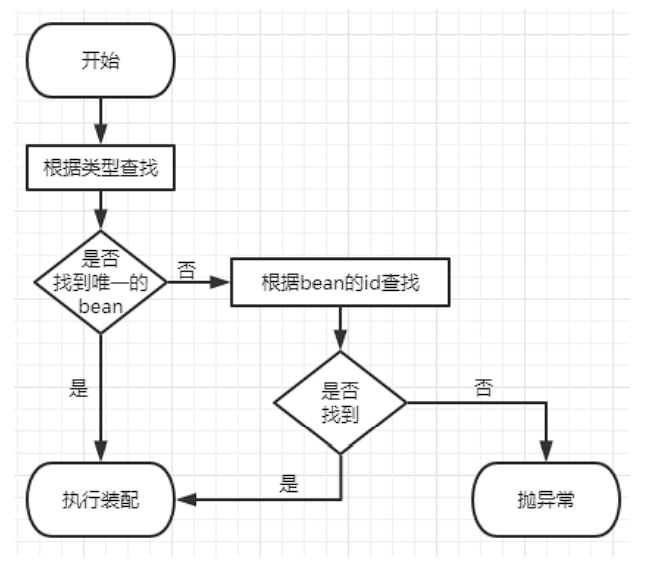 开始
根据类型查找
是否
找到唯一的
bean
否
根据bean的id查找
是
是否
找到
否
是
执行装配
抛异常